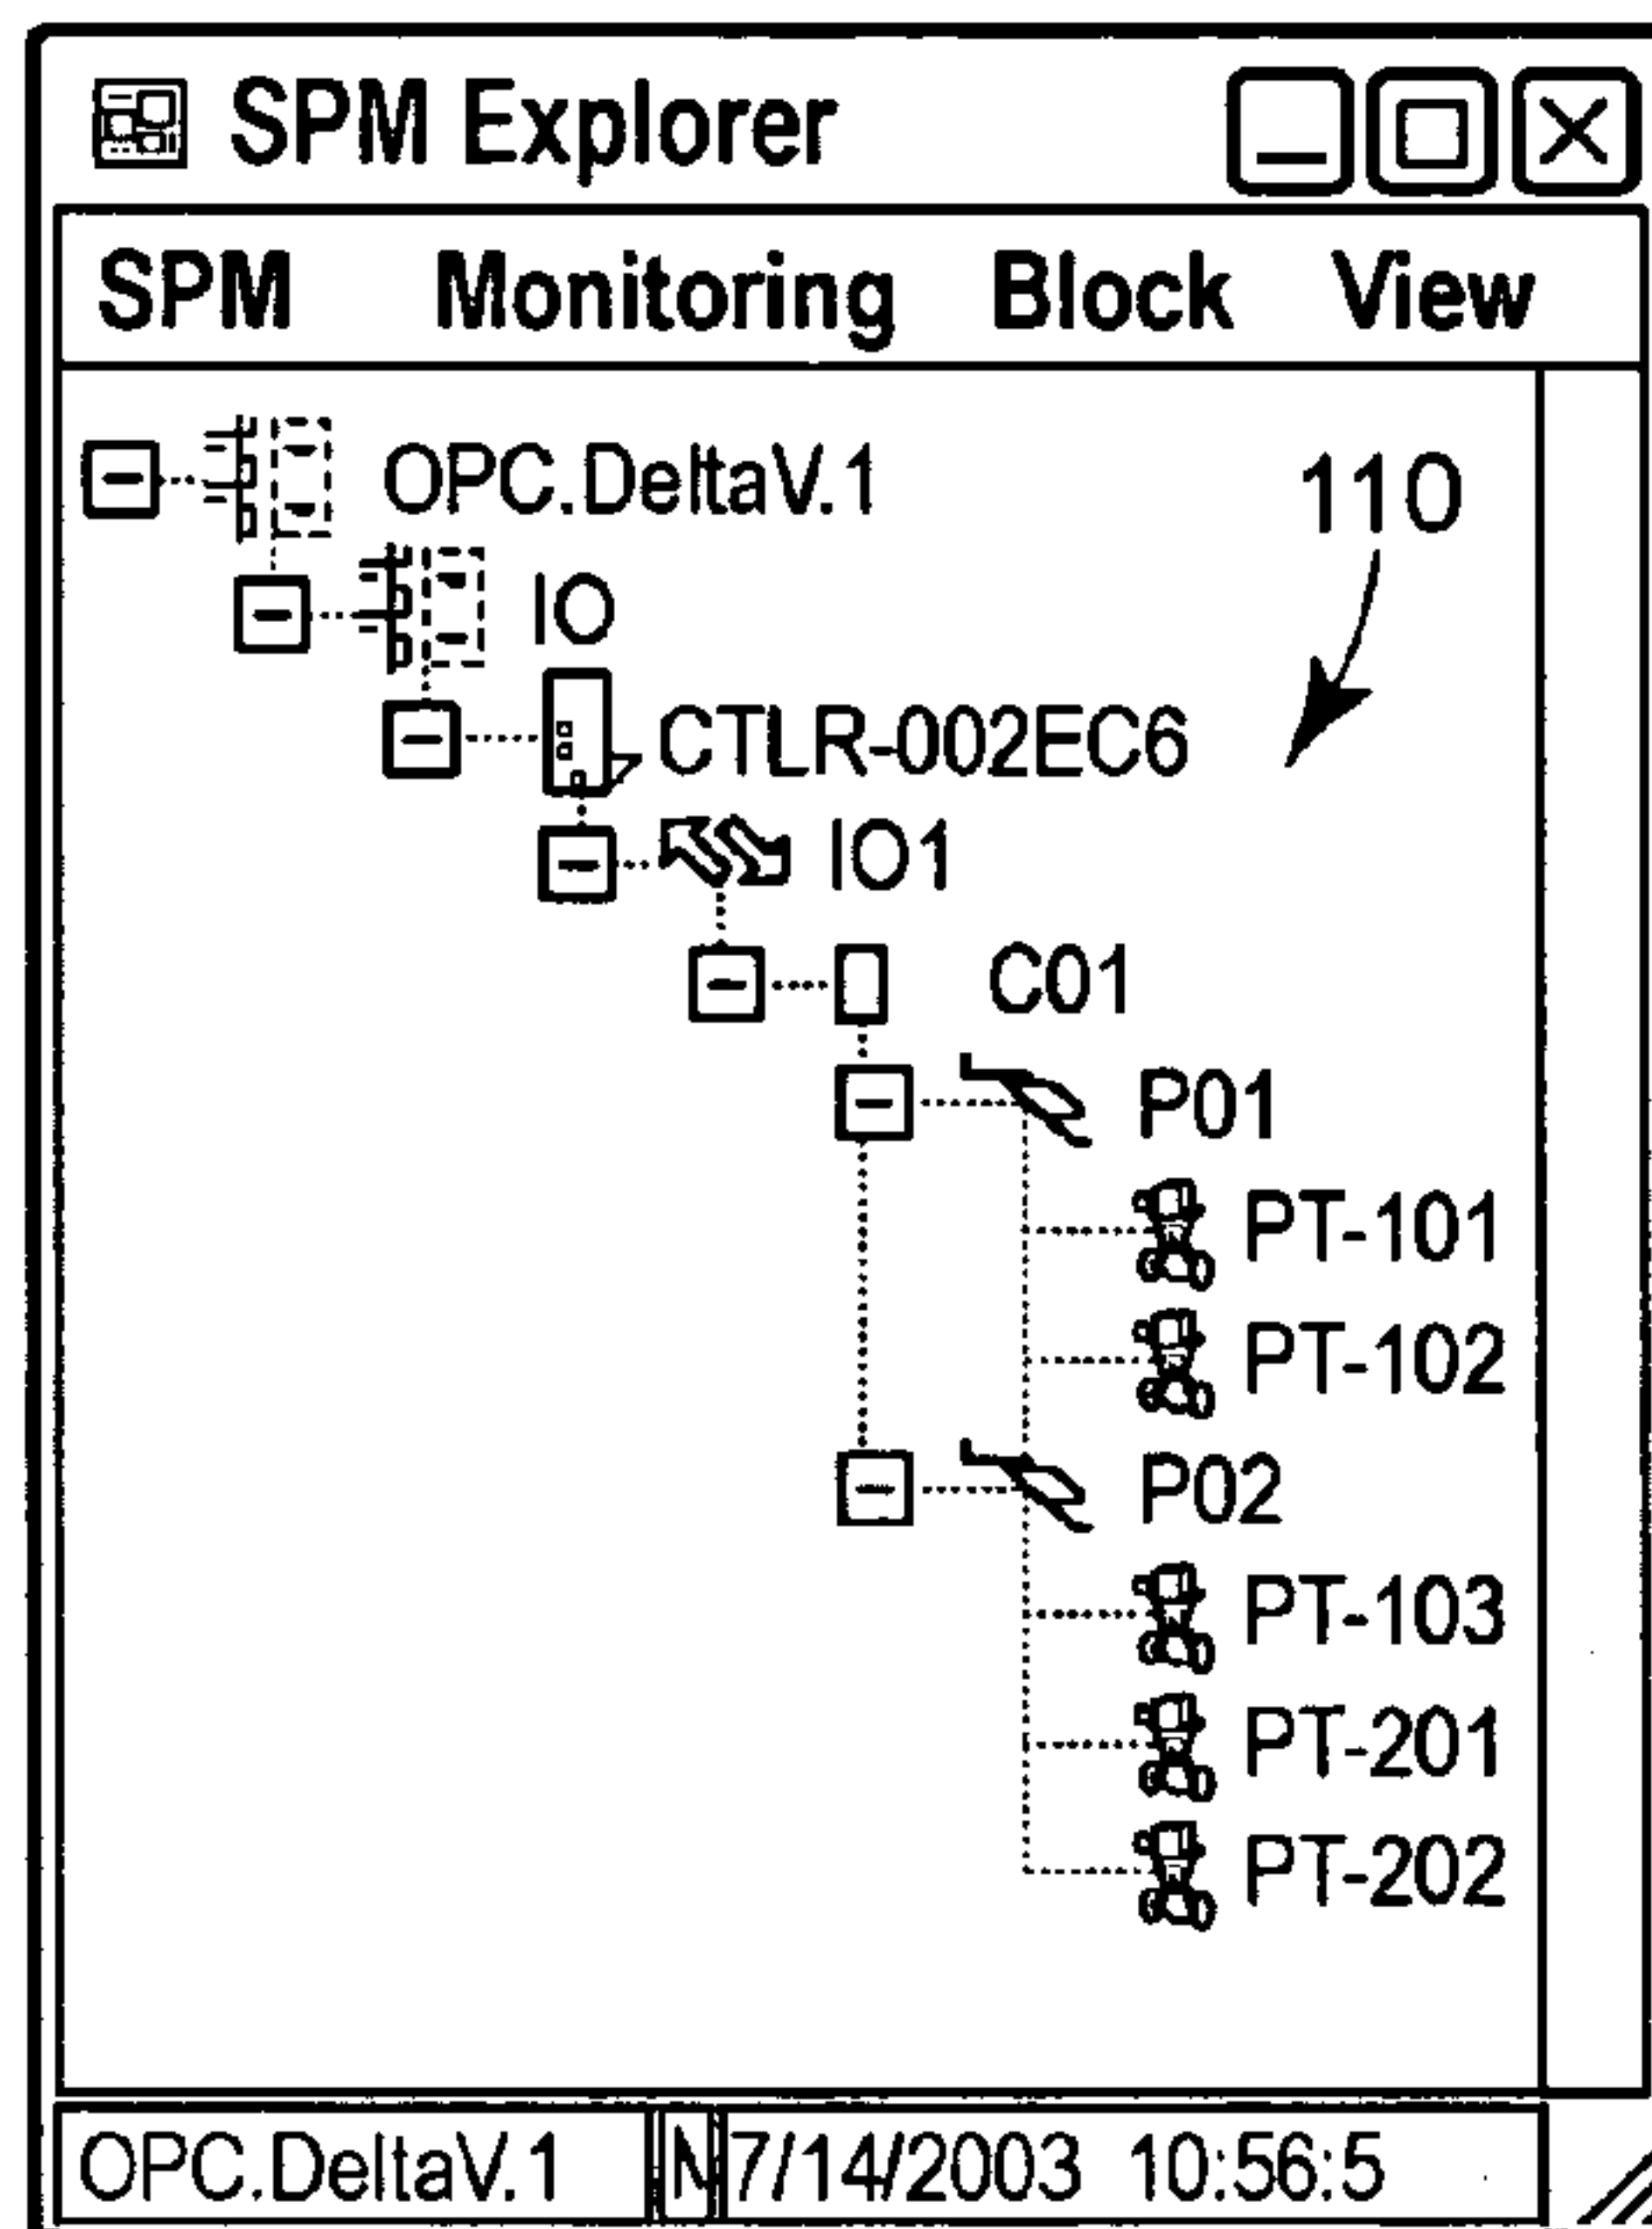 SPM Explorer
SPM Monitoring Block View
OPC.DeltaV.1
110
IO
CTLR-002EC6
IO1
C01
P01
PT-101
PT-102
P02
PT-103
PT-201
PT-202
OPC.DeltaV.1 N 7/14/2003 10:56:5